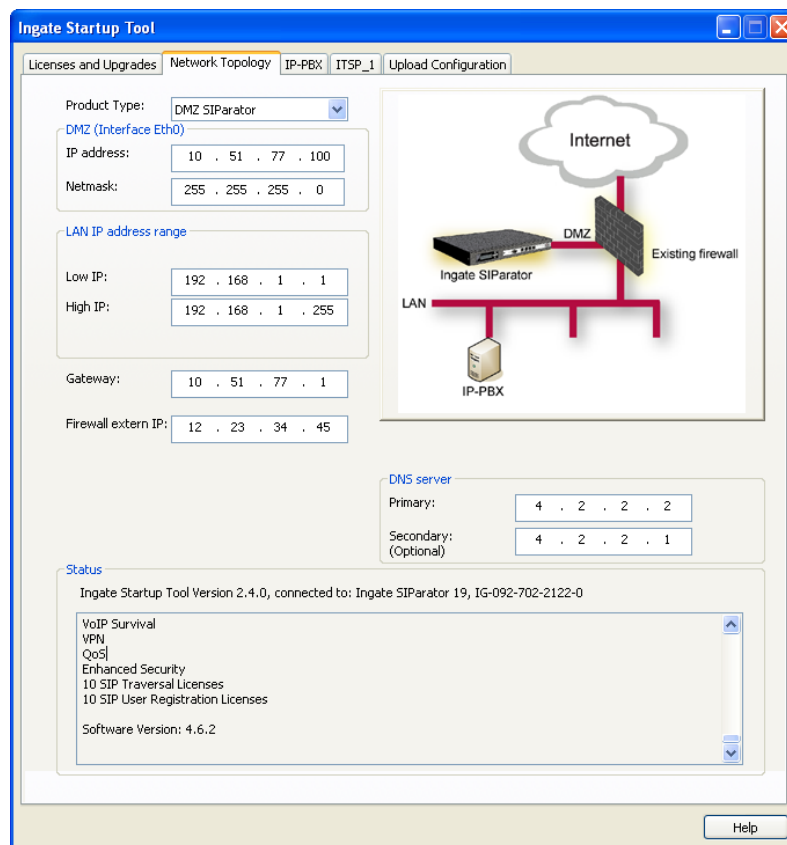 Ingate Startup Tool
Licenses and Upgrades Network Topology IP-PBX ITSP_1 Upload Configuration
Product Type: DMZ SIParator
DMZ (Interface Eth0)
IP address: 10 . 51 . 77 . 100
Netmask: 255 . 255 . 255 . 0
LAN IP address range
Low IP: 192 . 168 . 1 . 1
High IP: 192 . 168 . 1 . 255
Gateway: 10 . 51 . 77 . 1
Firewall extern IP: 12 . 23 . 34 . 45
Internet
DMZ
Existing firewall
Ingate SIParator
LAN
IP-PBX
DNS server
Primary: 4 . 2 . 2 . 2
Secondary: 4 . 2 . 2 . 1
(Optional)
Status
Ingate Startup Tool Version 2.4.0, connected to: Ingate SIParator 19, IG-092-702-2122-0
VoIP Survival
VPN
QoS
Enhanced Security
10 SIP Traversal Licenses
10 SIP User Registration Licenses
Software Version: 4.6.2
Help